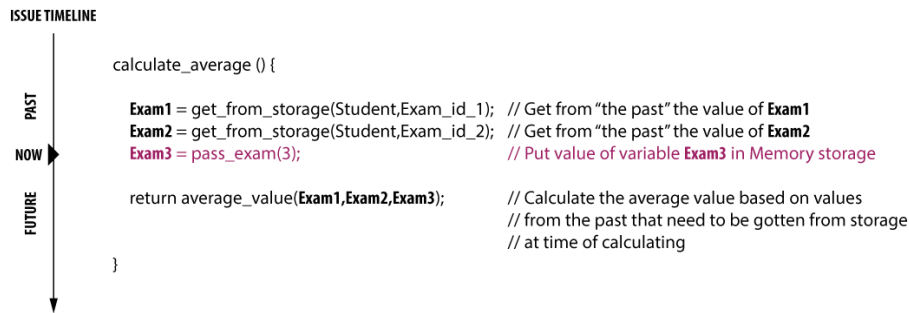 ISSUE TIMELINE
calculate_average () {
PAST
Exam1 = get_from_storage(Student,Exam_id_1); // Get from “the past” the value of Exam1
Exam2 = get_from_storage(Student,Exam_id_2); // Get from “the past” the value of Exam2
NOW
Exam3 = pass_exam(3); // Put value of variable Exam3 in Memory storage
FUTURE
return average_value(Exam1,Exam2,Exam3); // Calculate the average value based on values
// from the past that need to be gotten from storage
// at time of calculating
}